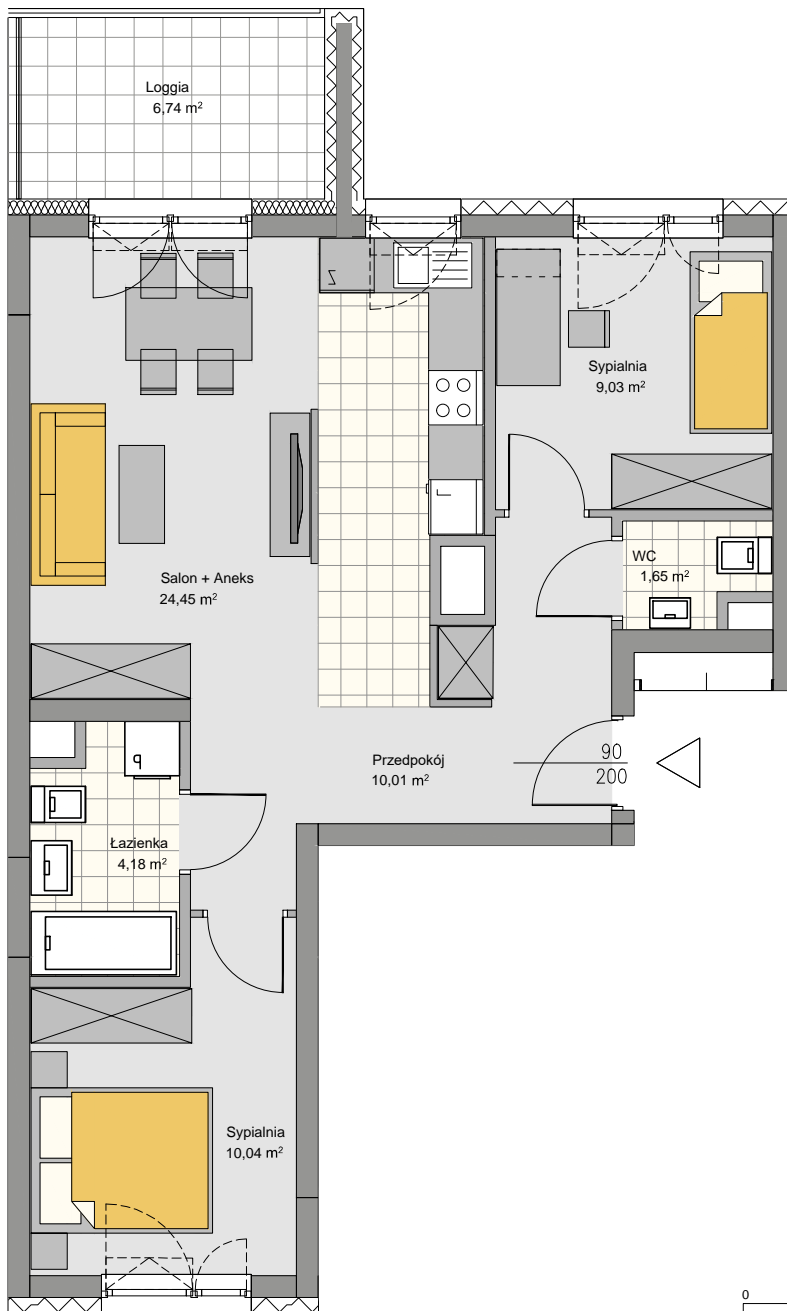 Loggia
6,74 m²
Z
Sypialnia
9,03 m²
WC
1,65 m²
Salon + Aneks
24,45 m²
Przedpokój
10,01 m²
90
200
P
Łazienka
4,18 m²
Sypialnia
10,04 m²
0